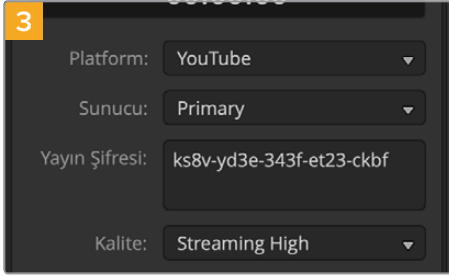 3
Platform: YouTube
Sunucu: Primary
Yayın Şifresi: ks8v-yd3e-343f-et23-ckbf
Kalite: Streaming High